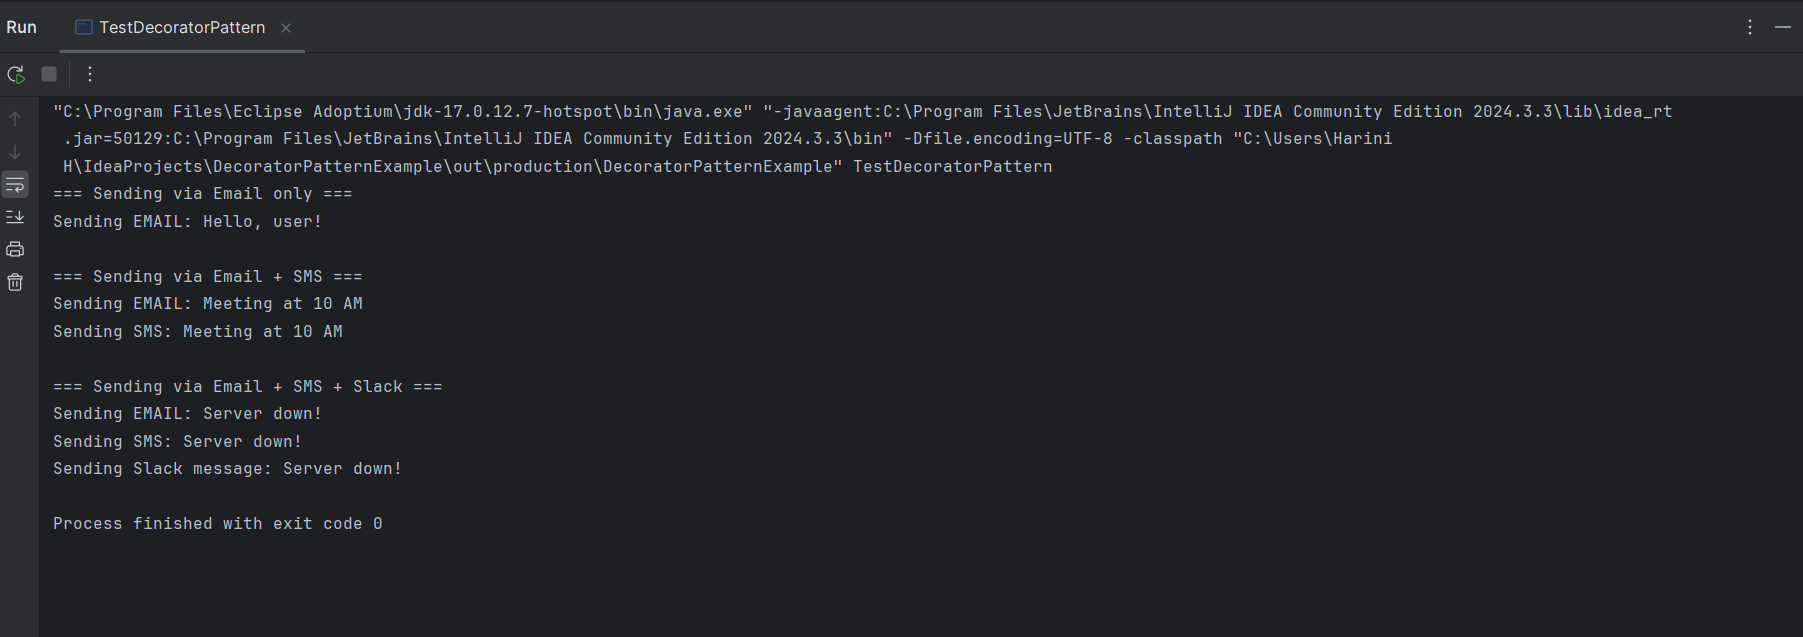 Run
TestDecoratorPattern
"C:\Program Files\Eclipse Adoptium\jdk-17.0.12.7-hotspot\bin\java.exe" "-javaagent:C:\Program Files\JetBrains\IntelliJ IDEA Community Edition 2024.3.3\lib\idea_rt
.jar=50129:C:\Program Files\JetBrains\IntelliJ IDEA Community Edition 2024.3.3\bin" -Dfile.encoding=UTF-8 -classpath "C:\Users\Harini
H\IdeaProjects\DecoratorPatternExample\out\production\DecoratorPatternExample" TestDecoratorPattern
=== Sending via Email only ===
Sending EMAIL: Hello, user!
=== Sending via Email + SMS ===
Sending EMAIL: Meeting at 10 AM
Sending SMS: Meeting at 10 AM
=== Sending via Email + SMS + Slack ===
Sending EMAIL: Server down!
Sending SMS: Server down!
Sending Slack message: Server down!
Process finished with exit code 0